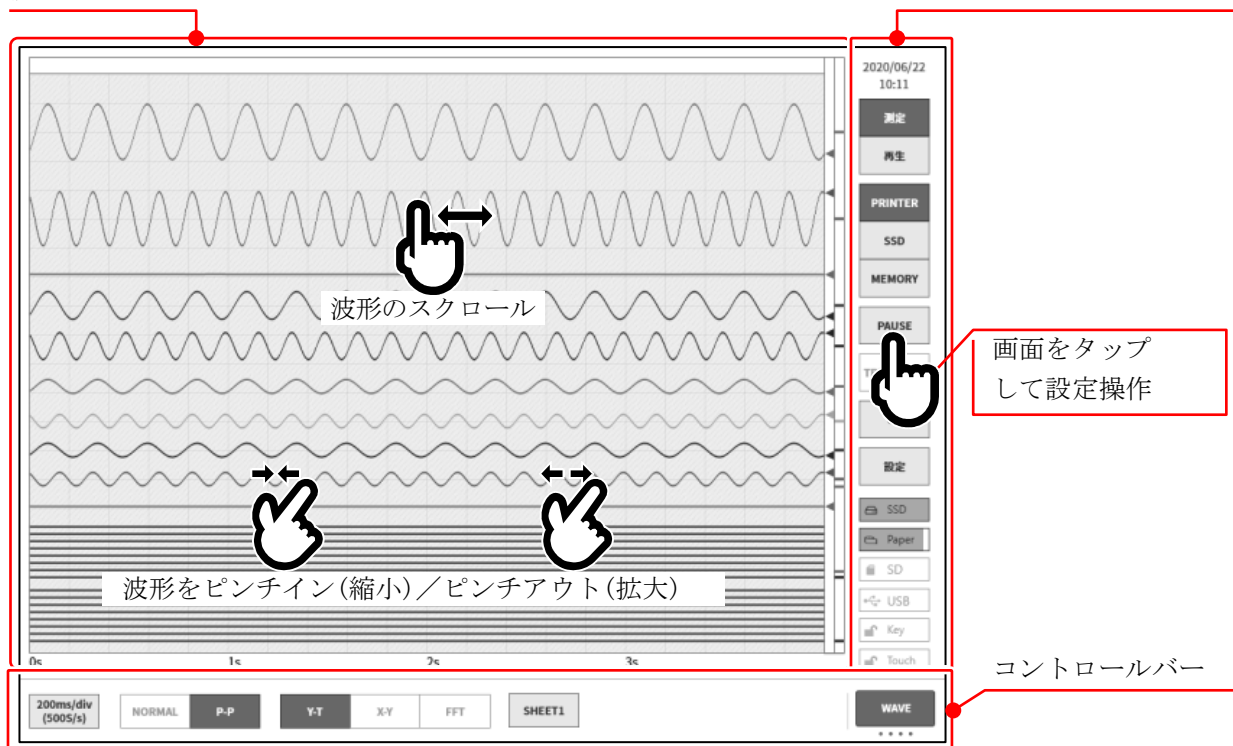 2020/06/22
10:11
測定
再生
PRINTER
SSD
MEMORY
波形のスクロール
PAUSE
画面をタップ
して設定操作
設定
SSD
Paper
波形をピンチイン(縮小)／ピンチアウト(拡大)
SD
USB
Key
Touch
0s 1s 2s 3s
コントロールバー
200ms/div
(500S/s)
NORMAL P-P Y-T X-Y FFT SHEET1 WAVE